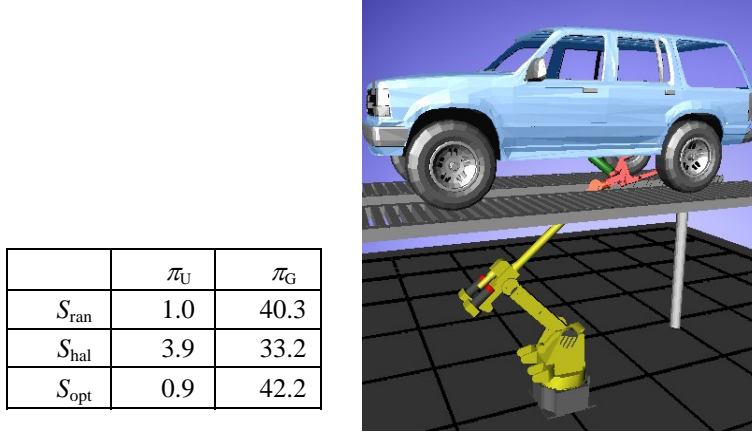 π_U π_G
S_ran 1.0 40.3
S_hal 3.9 33.2
S_opt 0.9 42.2